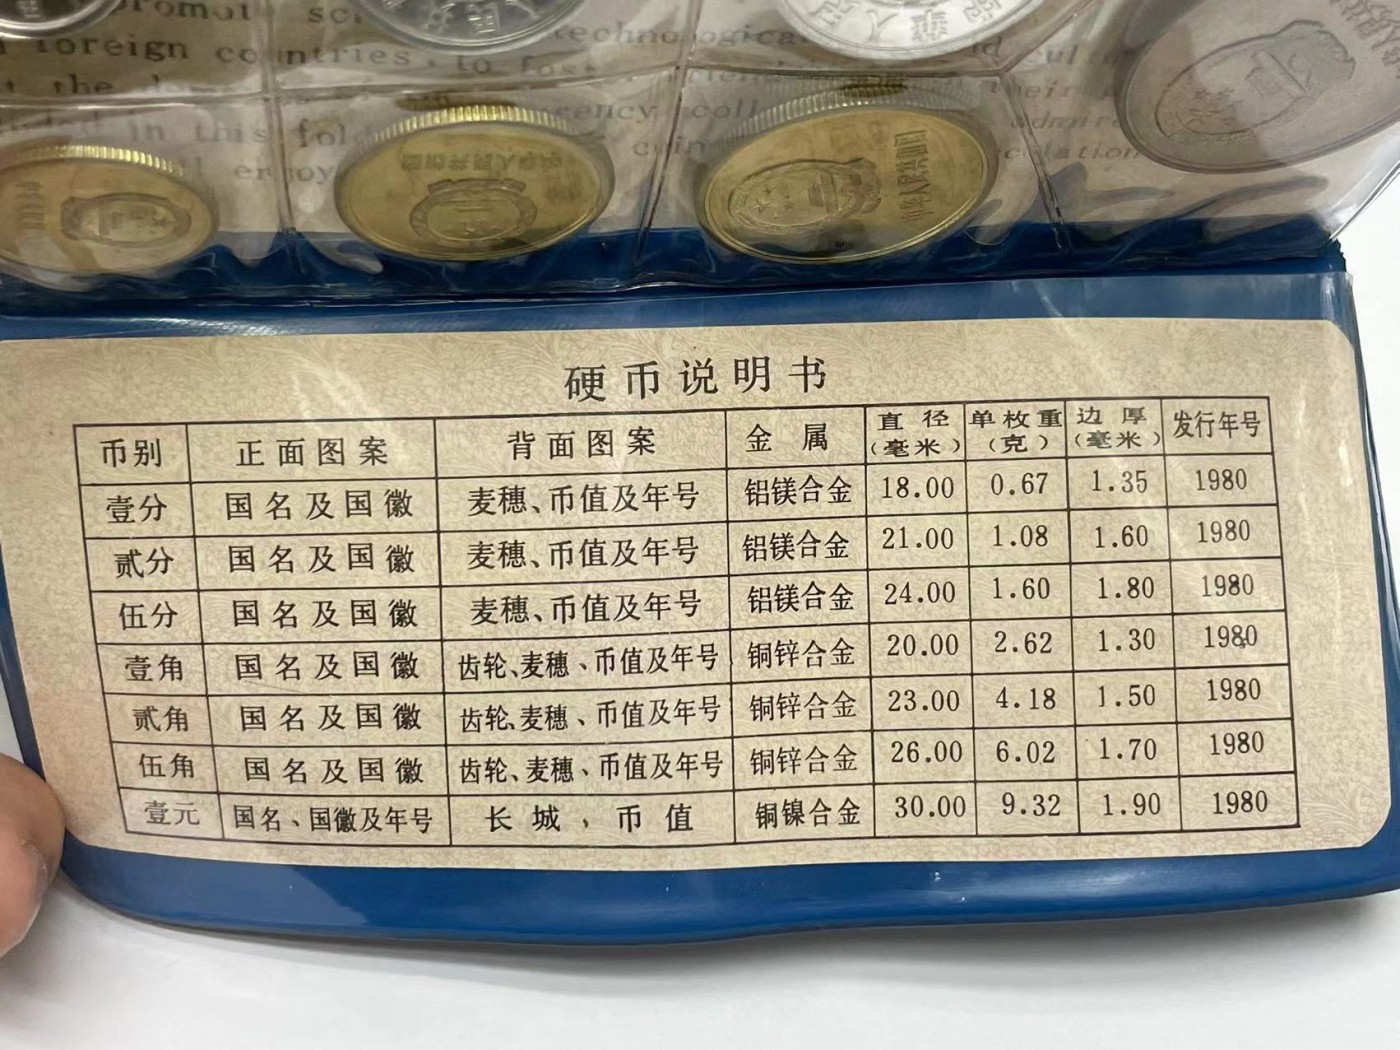 promote
foreign countries, to
technological
in this fold
currency
enjoy
硬币说明书
币别 正面图案 背面图案 金属 直径(毫米) 单枚重(克) 边厚(毫米) 发行年号
壹分 国名及国徽 麦穗、币值及年号 铝镁合金 18.00 0.67 1.35 1980
贰分 国名及国徽 麦穗、币值及年号 铝镁合金 21.00 1.08 1.60 1980
伍分 国名及国徽 麦穗、币值及年号 铝镁合金 24.00 1.60 1.80 1980
壹角 国名及国徽 齿轮、麦穗、币值及年号 铜锌合金 20.00 2.62 1.30 1980
贰角 国名及国徽 齿轮、麦穗、币值及年号 铜锌合金 23.00 4.18 1.50 1980
伍角 国名及国徽 齿轮、麦穗、币值及年号 铜锌合金 26.00 6.02 1.70 1980
壹元 国名、国徽及年号 长城、币值 铜镍合金 30.00 9.32 1.90 1980